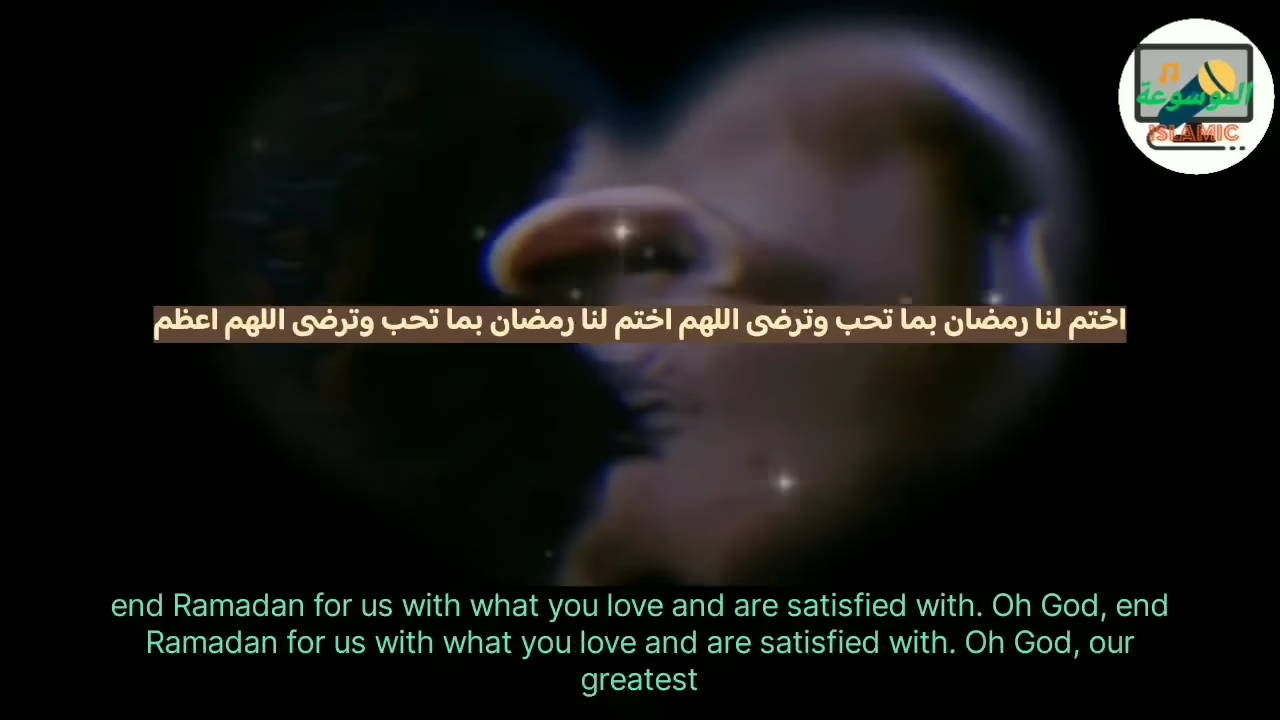 الموسوعة
ISLAMIC
اختم لنا رمضان بما تحب وترضى اللهم اختم لنا رمضان بما تحب وترضى اللهم اعظم
end Ramadan for us with what you love and are satisfied with. Oh God, end
Ramadan for us with what you love and are satisfied with. Oh God, our
greatest